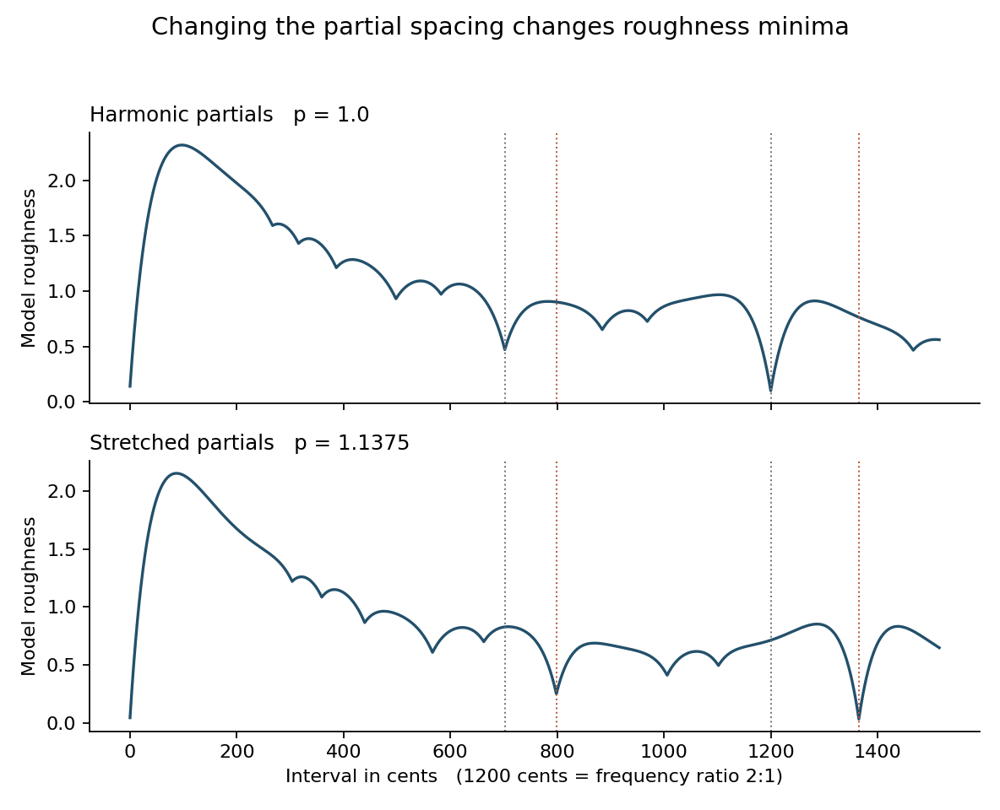 Changing the partial spacing changes roughness minima
Harmonic partials   p = 1.0
Model roughness
2.0
1.5
1.0
0.5
0.0
Stretched partials   p = 1.1375
Model roughness
2.0
1.5
1.0
0.5
0.0
0 200 400 600 800 1000 1200 1400
Interval in cents   (1200 cents = frequency ratio 2:1)